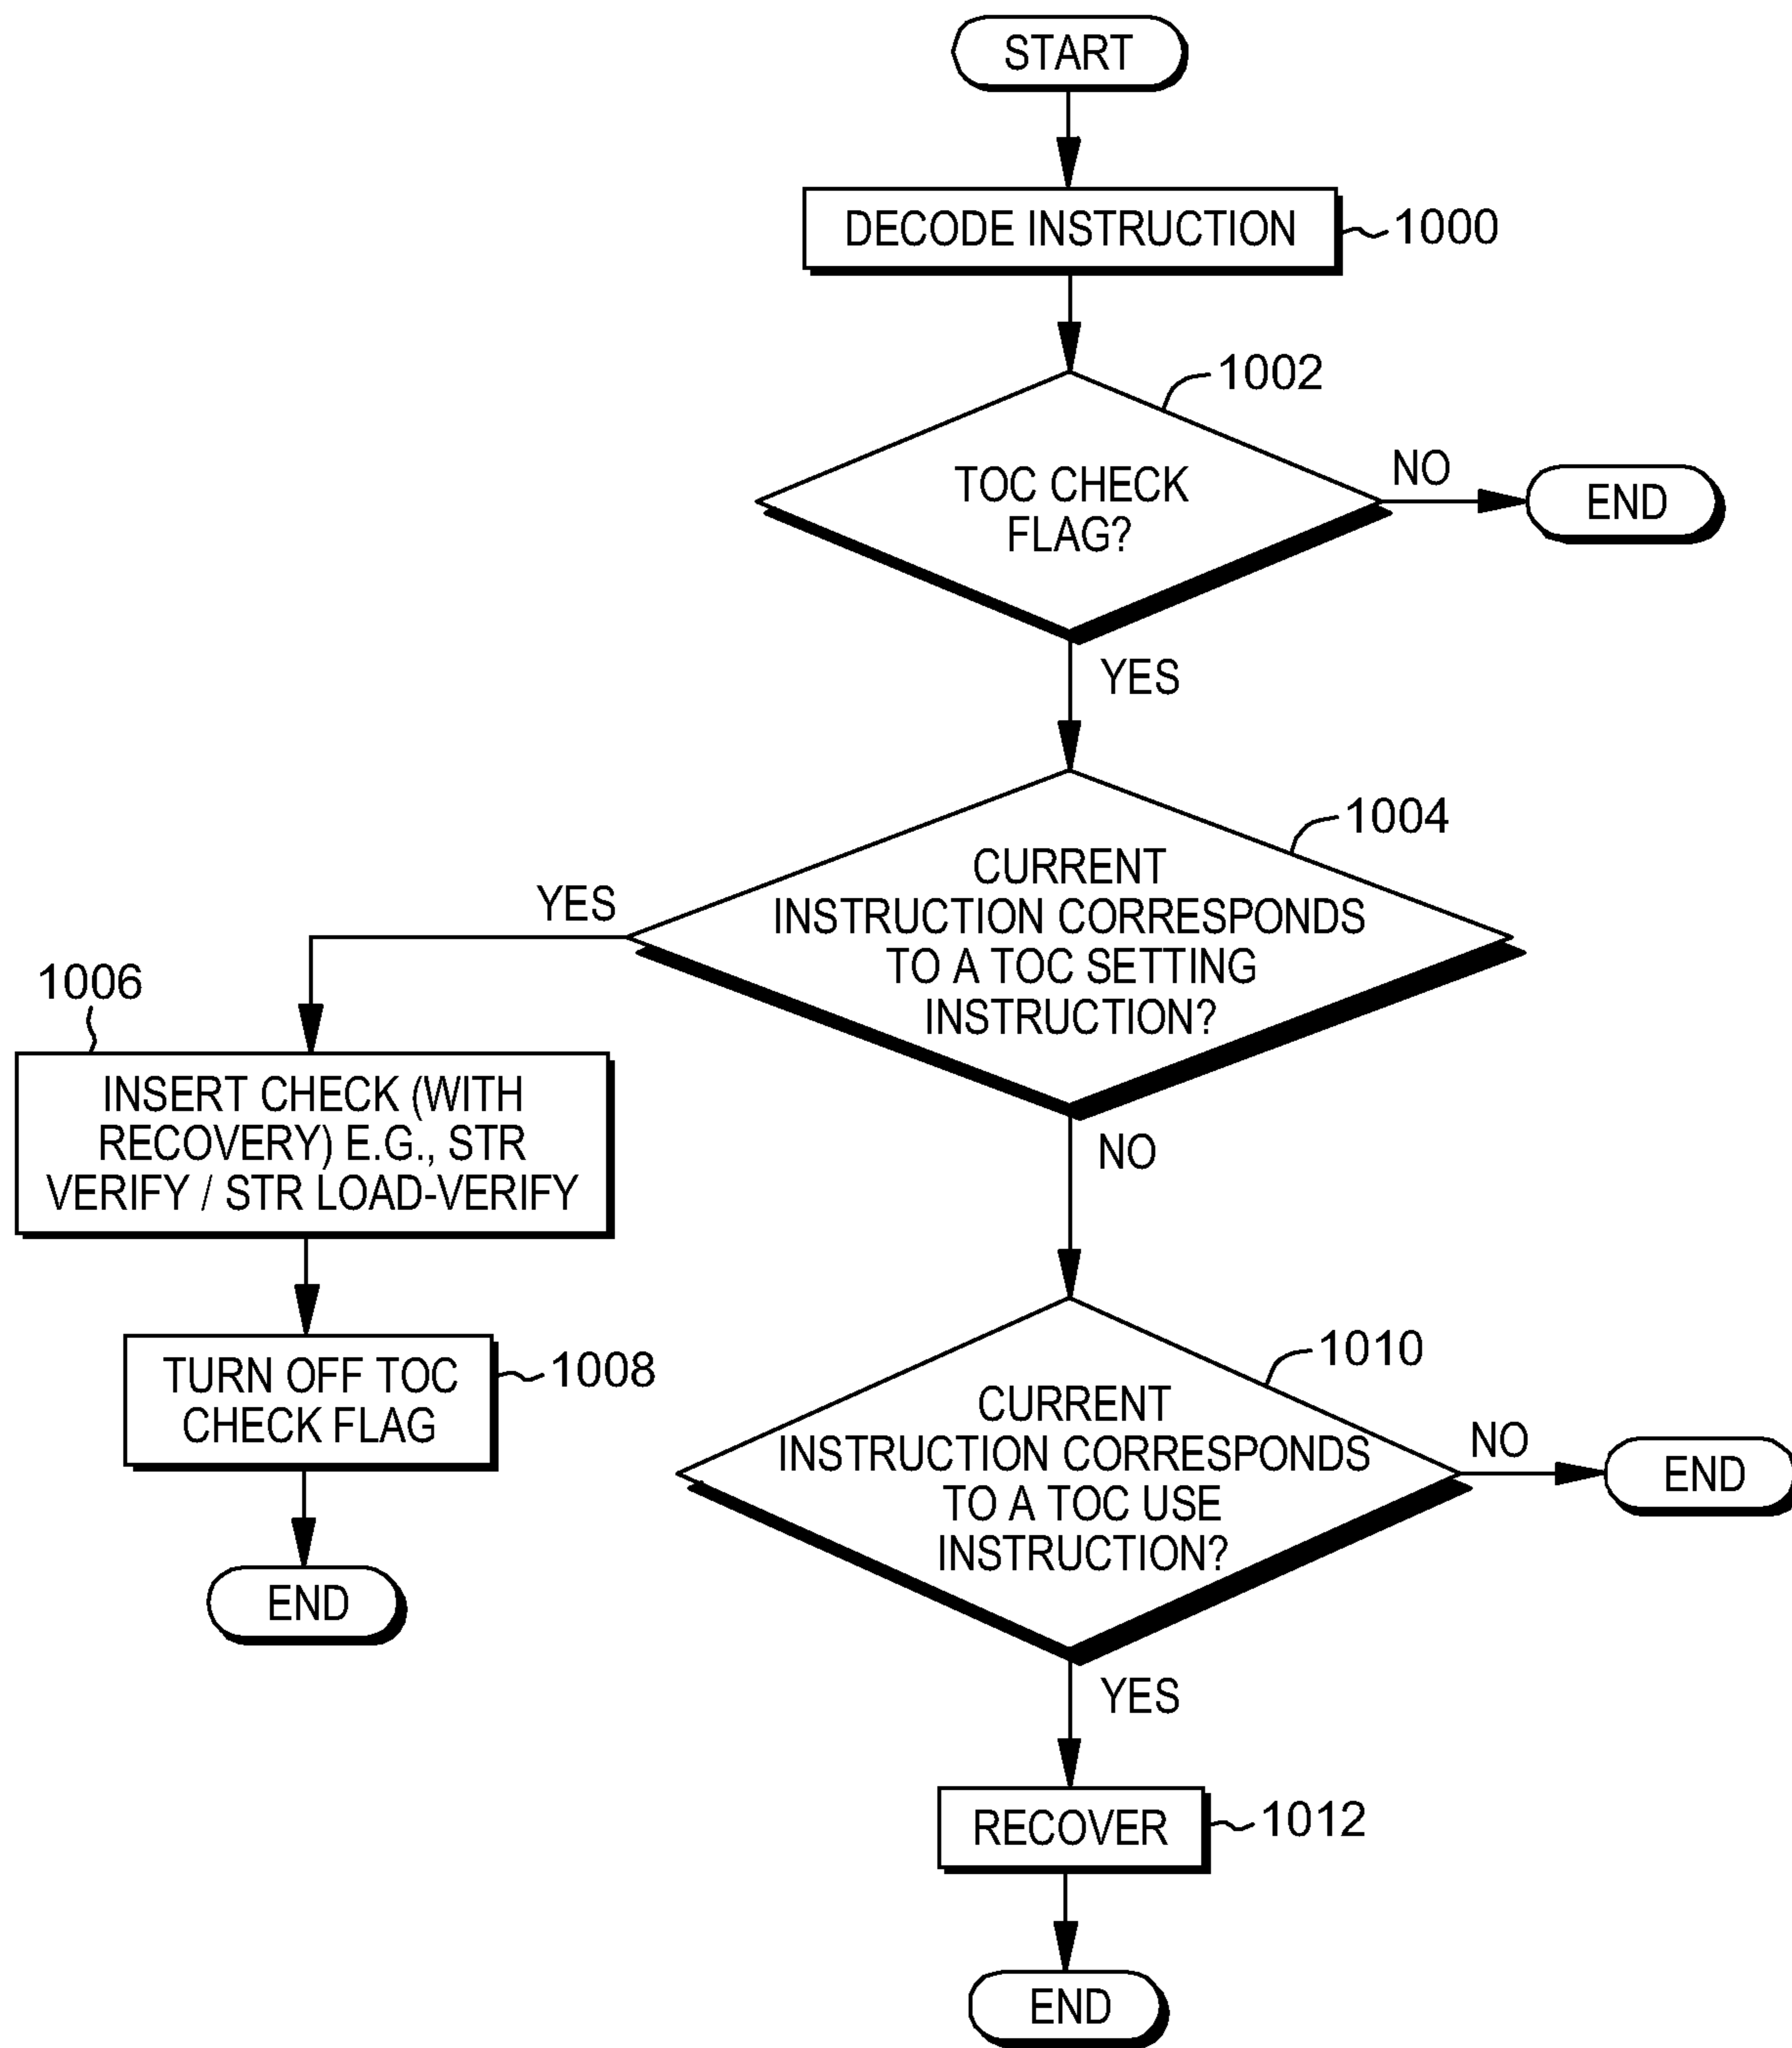 START
DECODE INSTRUCTION
1000
1002
TOC CHECK
FLAG?
NO
END
YES
1004
CURRENT
INSTRUCTION CORRESPONDS
TO A TOC SETTING
INSTRUCTION?
YES
1006
INSERT CHECK (WITH
RECOVERY) E.G., STR
VERIFY / STR LOAD-VERIFY
TURN OFF TOC
CHECK FLAG
1008
END
NO
1010
CURRENT
INSTRUCTION CORRESPONDS
TO A TOC USE
INSTRUCTION?
NO
END
YES
RECOVER
1012
END